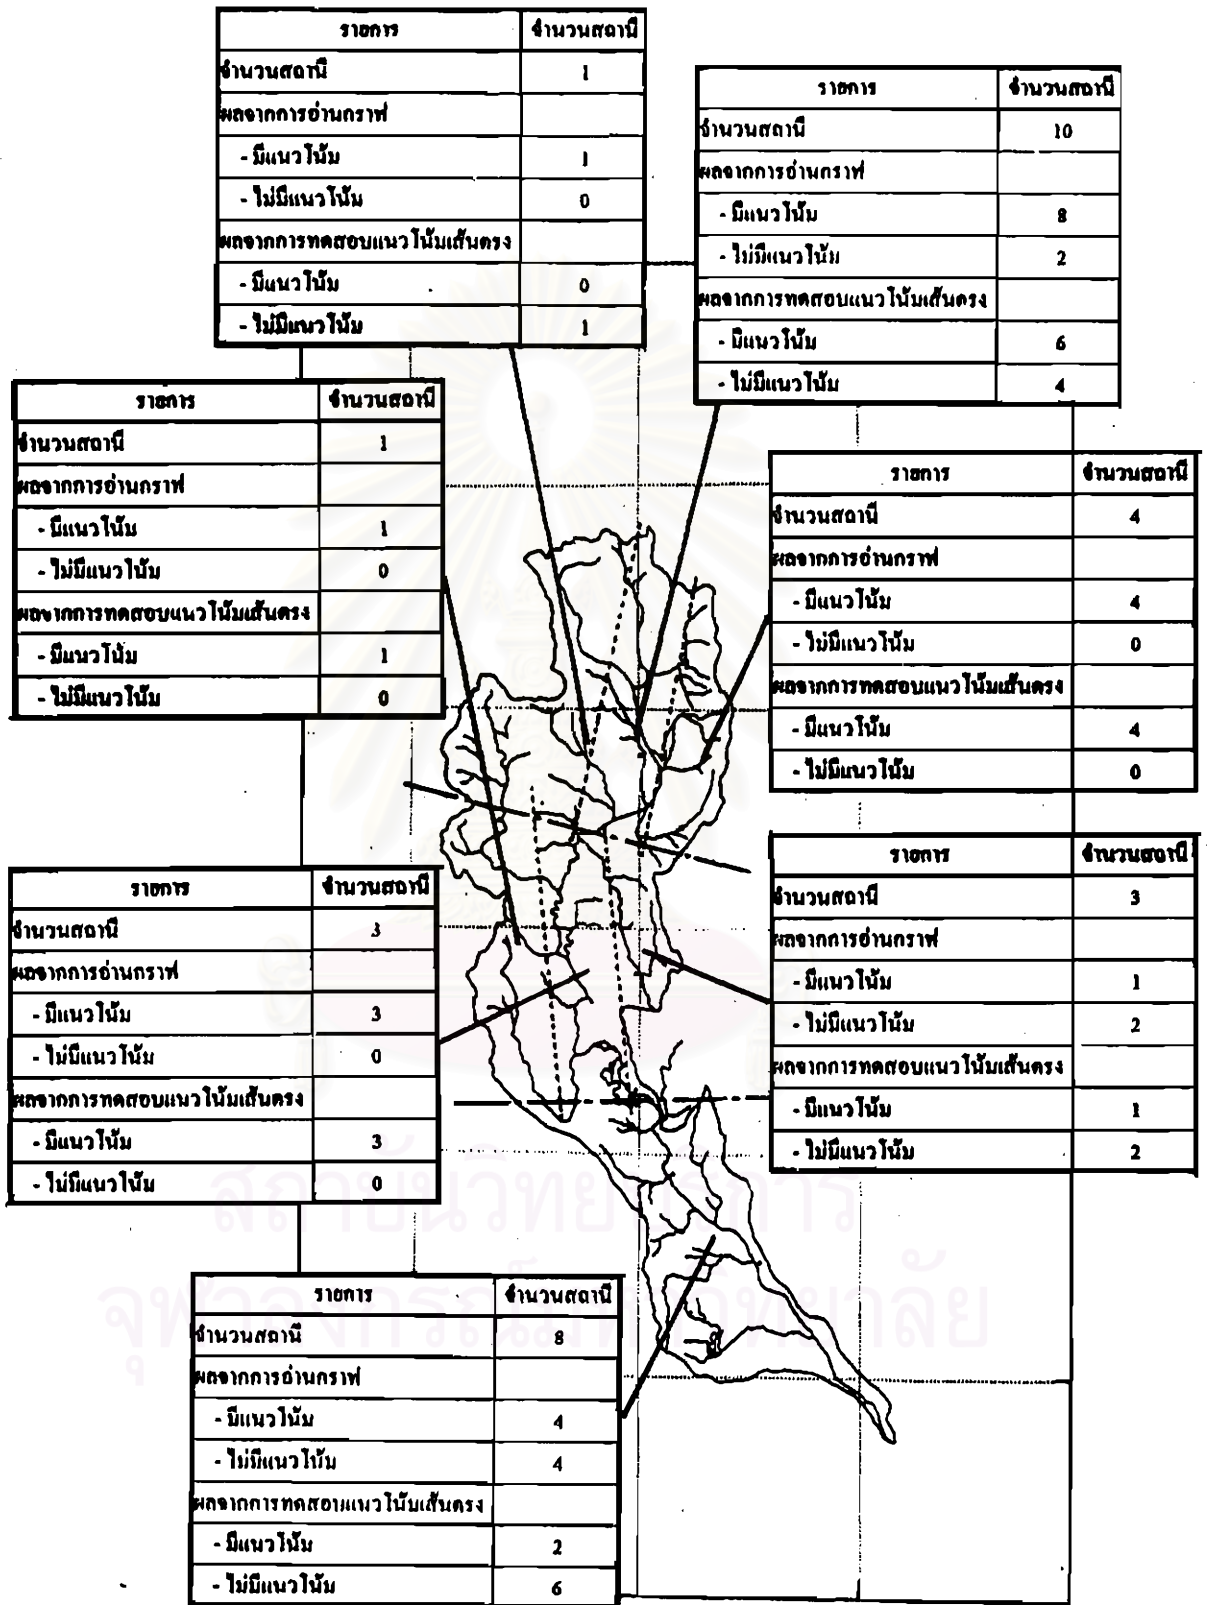 รายการ จำนวนสถานี
จำนวนสถานี 1
ผลจากการอ่านกราฟ
- มีแนวโน้ม 1
- ไม่มีแนวโน้ม 0
ผลจากการทดสอบแนวโน้มเส้นตรง
- มีแนวโน้ม 0
- ไม่มีแนวโน้ม 1
รายการ จำนวนสถานี
จำนวนสถานี 10
ผลจากการอ่านกราฟ
- มีแนวโน้ม 8
- ไม่มีแนวโน้ม 2
ผลจากการทดสอบแนวโน้มเส้นตรง
- มีแนวโน้ม 6
- ไม่มีแนวโน้ม 4
รายการ จำนวนสถานี
จำนวนสถานี 1
ผลจากการอ่านกราฟ
- มีแนวโน้ม 1
- ไม่มีแนวโน้ม 0
ผลจากการทดสอบแนวโน้มเส้นตรง
- มีแนวโน้ม 1
- ไม่มีแนวโน้ม 0
รายการ จำนวนสถานี
จำนวนสถานี 4
ผลจากการอ่านกราฟ
- มีแนวโน้ม 4
- ไม่มีแนวโน้ม 0
ผลจากการทดสอบแนวโน้มเส้นตรง
- มีแนวโน้ม 4
- ไม่มีแนวโน้ม 0
รายการ จำนวนสถานี
จำนวนสถานี 3
ผลจากการอ่านกราฟ
- มีแนวโน้ม 3
- ไม่มีแนวโน้ม 0
ผลจากการทดสอบแนวโน้มเส้นตรง
- มีแนวโน้ม 3
- ไม่มีแนวโน้ม 0
รายการ จำนวนสถานี
จำนวนสถานี 3
ผลจากการอ่านกราฟ
- มีแนวโน้ม 1
- ไม่มีแนวโน้ม 2
ผลจากการทดสอบแนวโน้มเส้นตรง
- มีแนวโน้ม 1
- ไม่มีแนวโน้ม 2
สถาบันวิทยบริการ
จุฬาลงกรณ์มหาวิทยาลัย
รายการ จำนวนสถานี
จำนวนสถานี 8
ผลจากการอ่านกราฟ
- มีแนวโน้ม 4
- ไม่มีแนวโน้ม 4
ผลจากการทดสอบแนวโน้มเส้นตรง
- มีแนวโน้ม 2
- ไม่มีแนวโน้ม 6